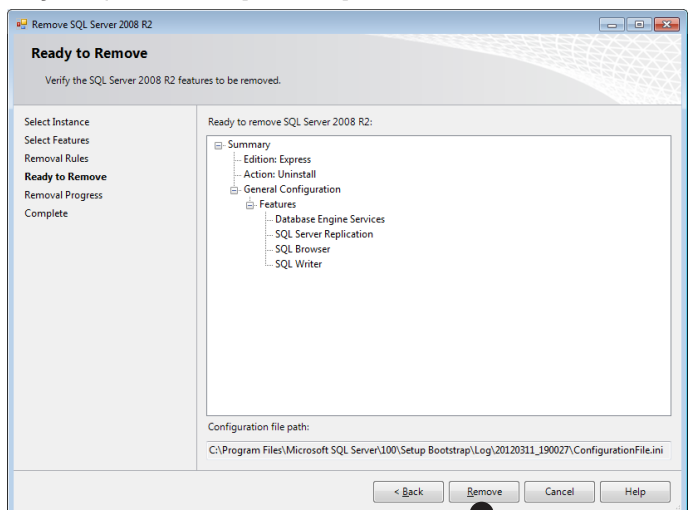 Remove SQL Server 2008 R2
Ready to Remove
Verify the SQL Server 2008 R2 features to be removed.
Select Instance
Select Features
Removal Rules
Ready to Remove
Removal Progress
Complete
Ready to remove SQL Server 2008 R2:
Summary
Edition: Express
Action: Uninstall
General Configuration
Features
Database Engine Services
SQL Server Replication
SQL Browser
SQL Writer
Configuration file path:
C:\Program Files\Microsoft SQL Server\100\Setup Bootstrap\Log\20120311_190027\ConfigurationFile.ini
< Back Remove Cancel Help